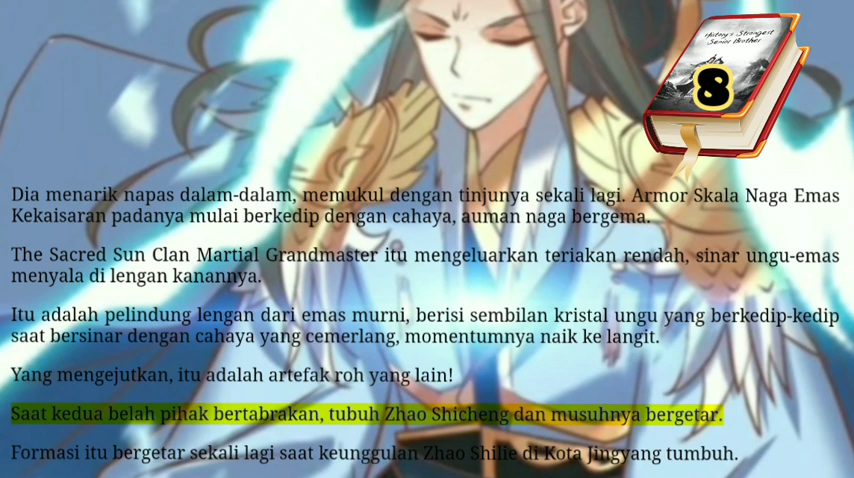 History's Strongest
Senior Brother
8
Dia menarik napas dalam-dalam, memukul dengan tinjunya sekali lagi. Armor Skala Naga Emas
Kekaisaran padanya mulai berkedip dengan cahaya, auman naga bergema.
The Sacred Sun Clan Martial Grandmaster itu mengeluarkan teriakan rendah, sinar ungu-emas
menyala di lengan kanannya.
Itu adalah pelindung lengan dari emas murni, berisi sembilan kristal ungu yang berkedip-kedip
saat bersinar dengan cahaya yang cemerlang, momentumnya naik ke langit.
Yang mengejutkan, itu adalah artefak roh yang lain!
Saat kedua belah pihak bertabrakan, tubuh Zhao Shicheng dan musuhnya bergetar.
Formasi itu bergetar sekali lagi saat keunggulan Zhao Shilie di Kota Jingyang tumbuh.